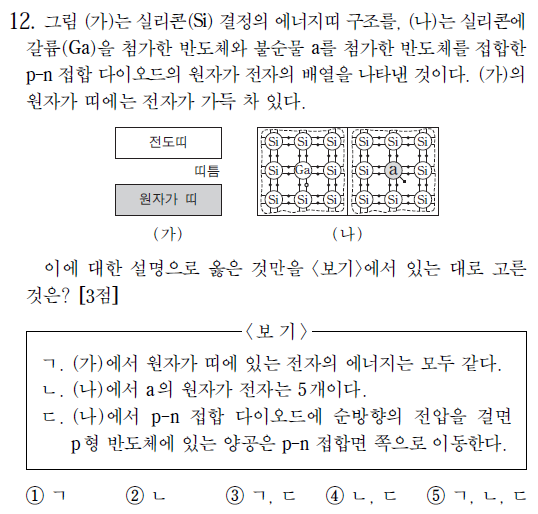 12. 그림 (가)는 실리콘(Si) 결정의 에너지띠 구조를, (나)는 실리콘에
갈륨(Ga)을 첨가한 반도체와 불순물 a를 첨가한 반도체를 접합한
p-n 접합 다이오드의 원자가 전자의 배열을 나타낸 것이다. (가)의
원자가 띠에는 전자가 가득 차 있다.
전도띠
띠틈
원자가 띠
(가)
Si Si Si Si Si Si
Si Ga Si Si a Si
Si Si Si Si Si Si
(나)
이에 대한 설명으로 옳은 것만을 <보기>에서 있는 대로 고른
것은? [3점]
<보 기>
ㄱ. (가)에서 원자가 띠에 있는 전자의 에너지는 모두 같다.
ㄴ. (나)에서 a의 원자가 전자는 5개이다.
ㄷ. (나)에서 p-n 접합 다이오드에 순방향의 전압을 걸면
p형 반도체에 있는 양공은 p-n 접합면 쪽으로 이동한다.
① ㄱ ② ㄴ ③ ㄱ, ㄷ ④ ㄴ, ㄷ ⑤ ㄱ, ㄴ, ㄷ